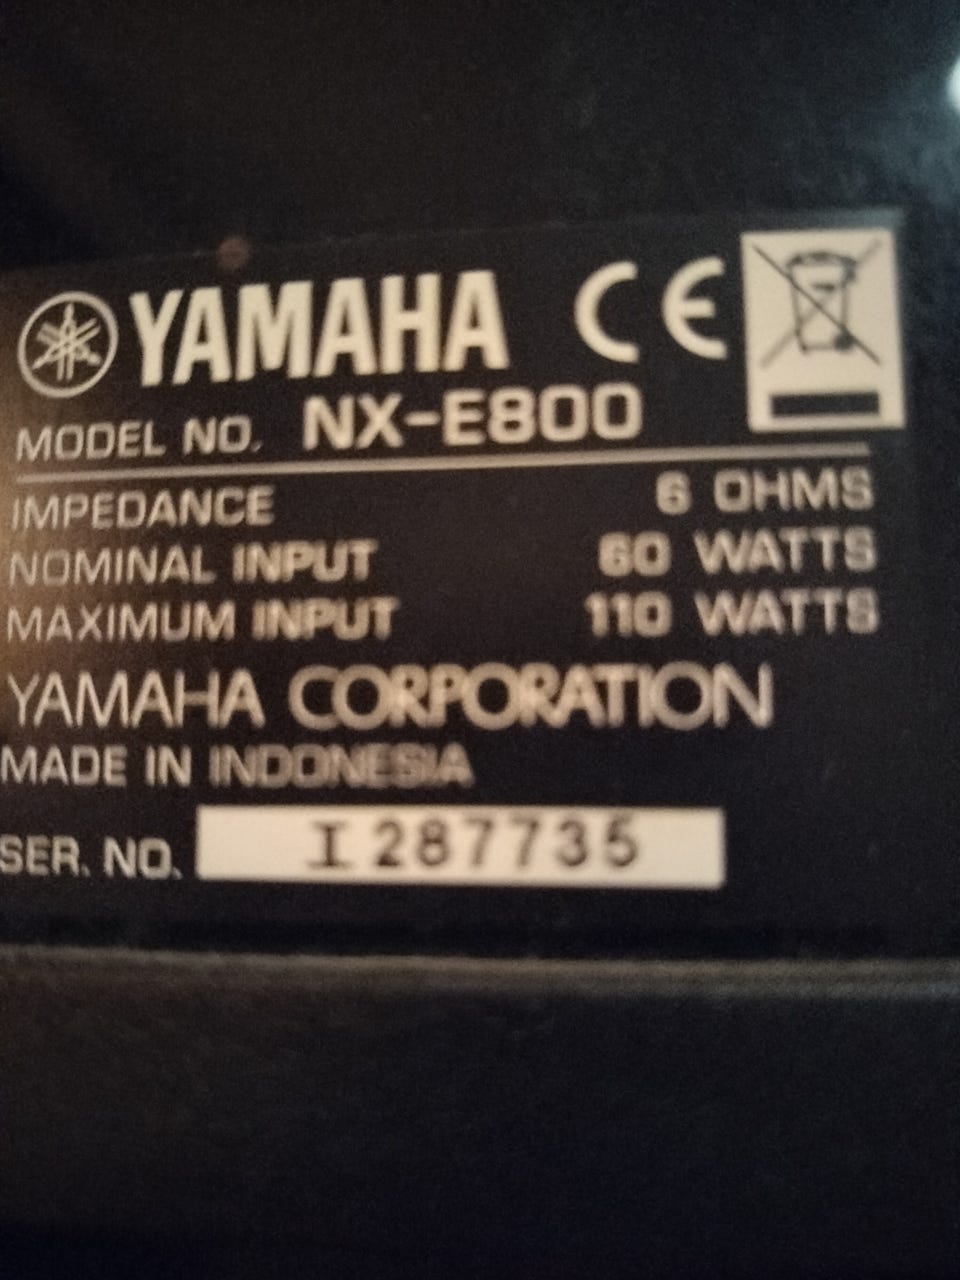 YAMAHA CE
MODEL NO. NX-E800
IMPEDANCE 6 OHMS
NOMINAL INPUT 60 WATTS
MAXIMUM INPUT 110 WATTS
YAMAHA CORPORATION
MADE IN INDONESIA
SER. NO. I287735